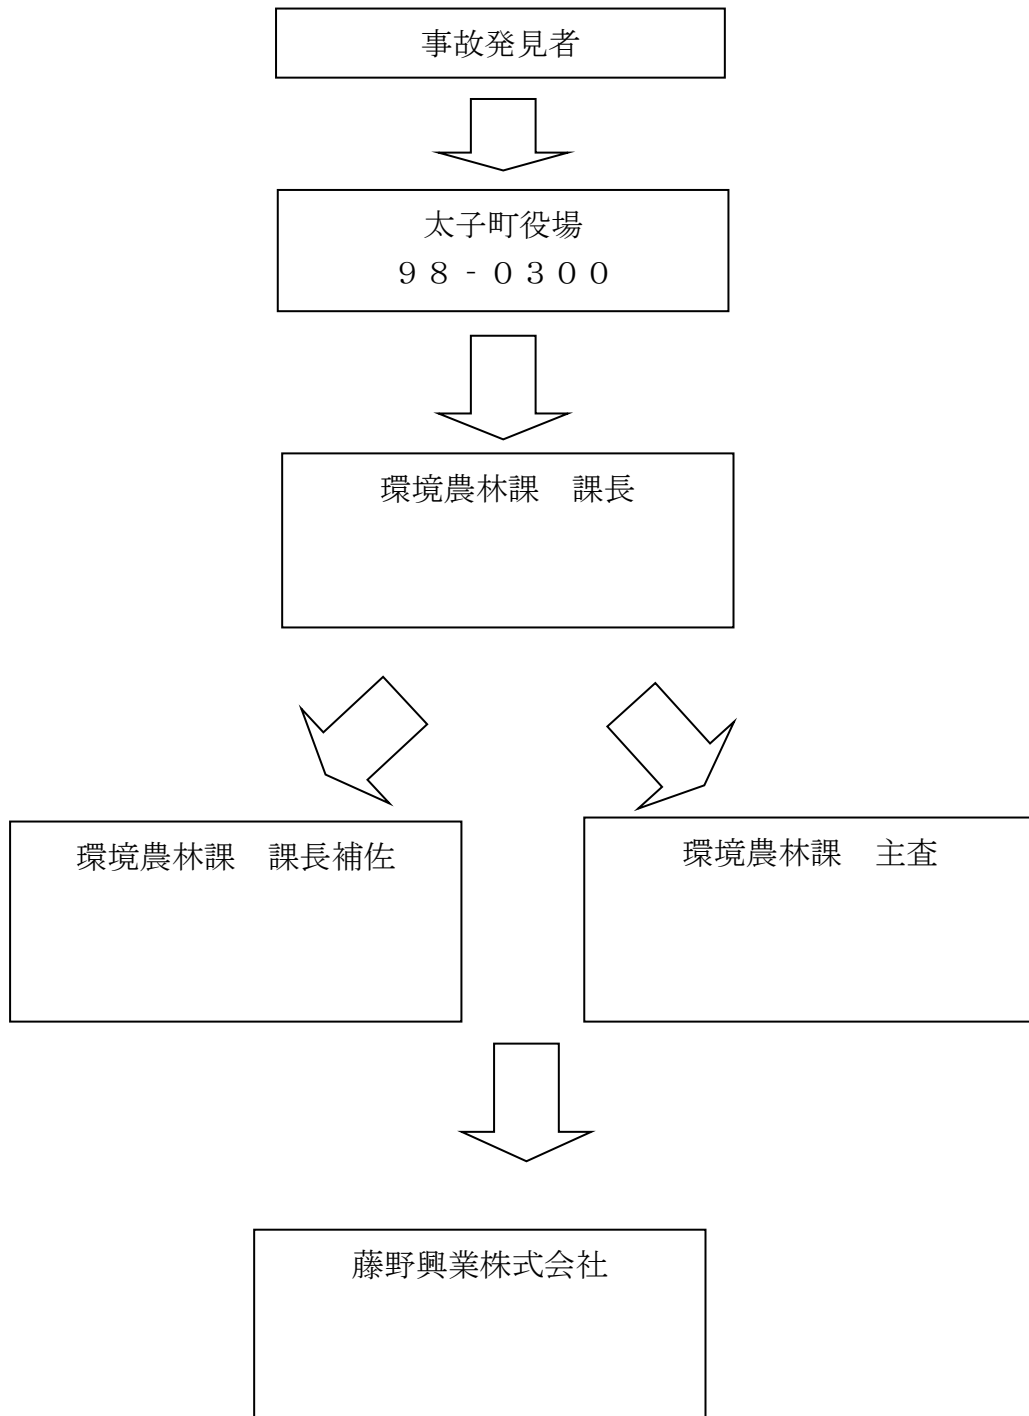 事故発見者
太子町役場
９８‐０３００
環境農林課　課長
環境農林課　課長補佐
環境農林課　主査
藤野興業株式会社